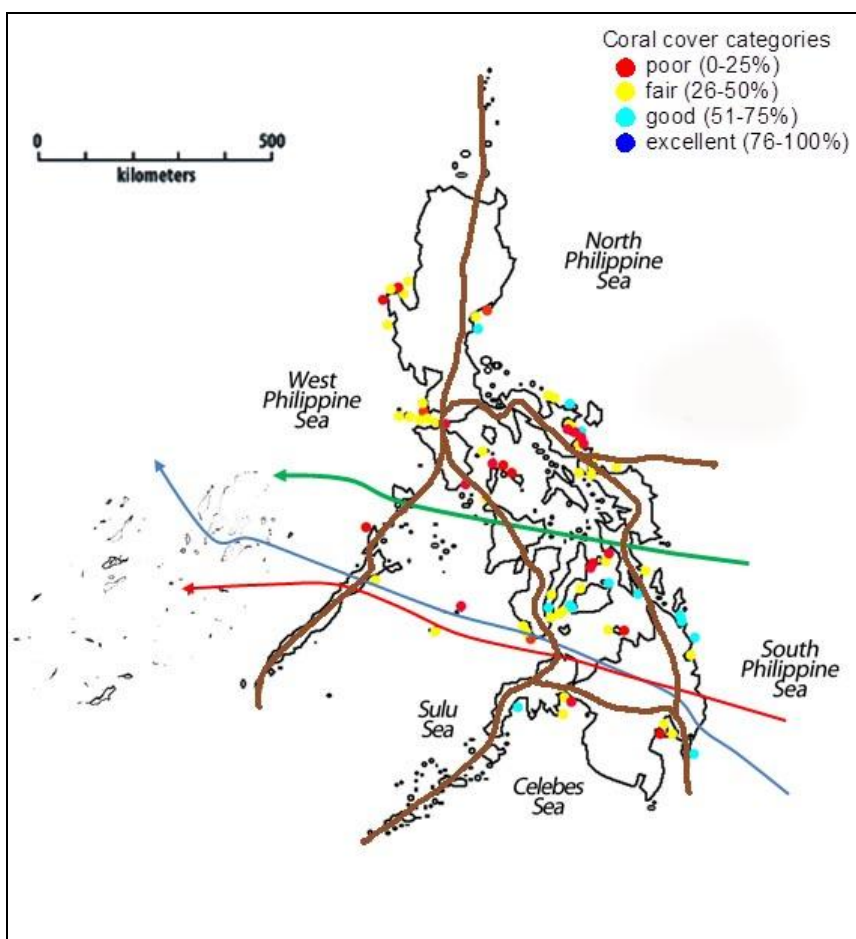 Coral cover categories
poor (0-25%)
fair (26-50%)
good (51-75%)
excellent (76-100%)
0 500
kilometers
North
Philippine
Sea
West
Philippine
Sea
South
Philippine
Sea
Sulu
Sea
Celebes
Sea